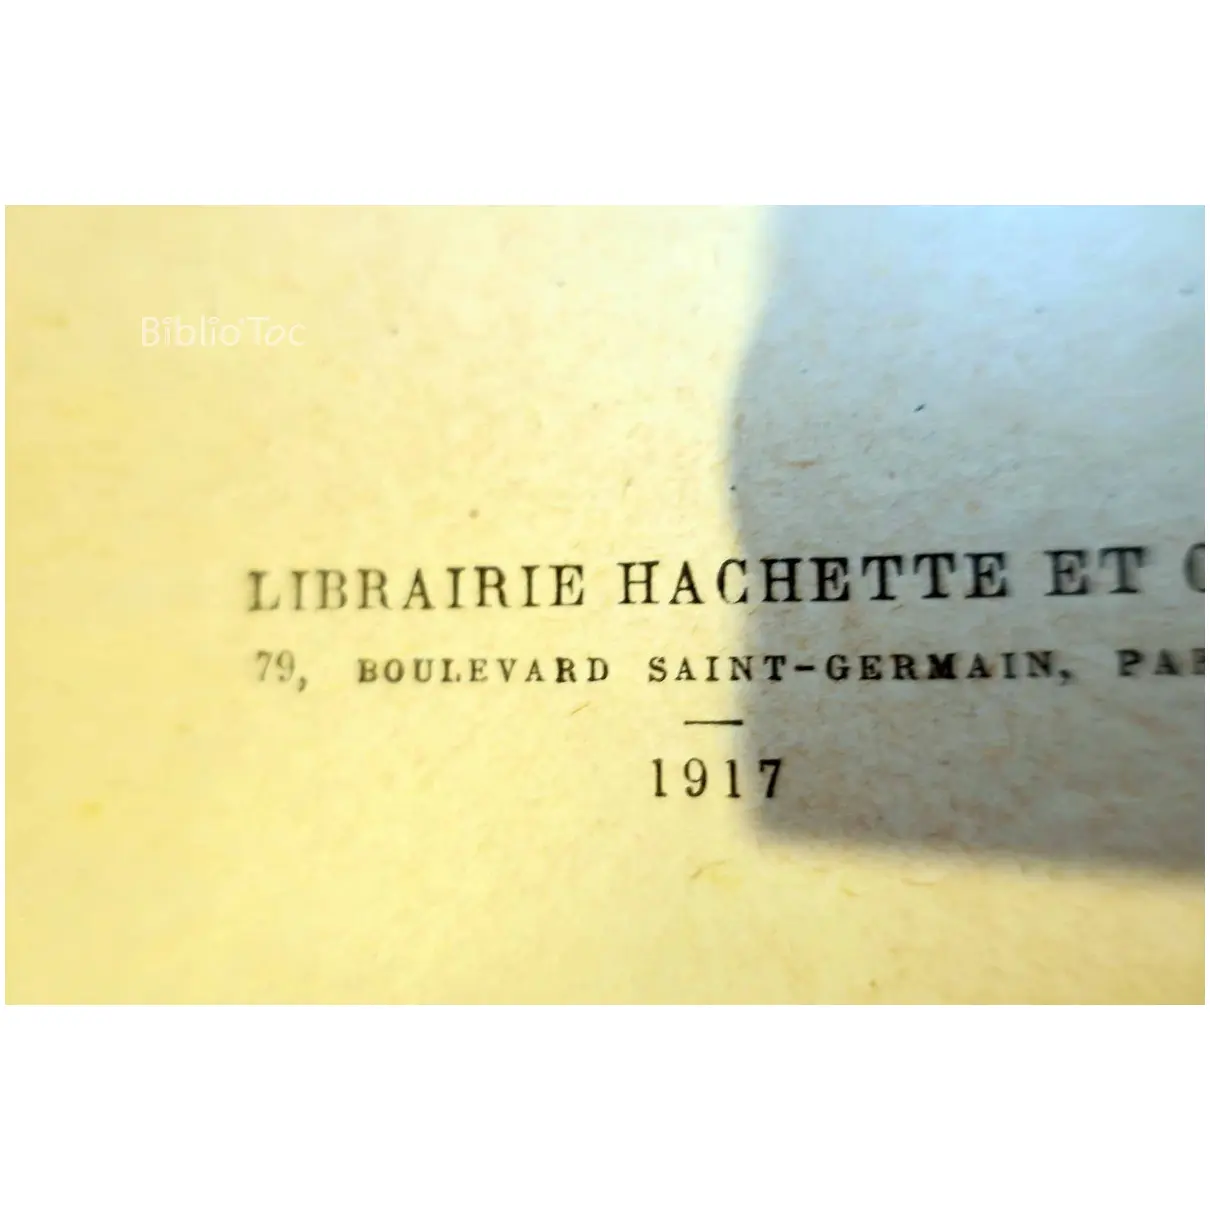 Biblio'Toc
LIBRAIRIE HACHETTE ET
79, BOULEVARD SAINT-GERMAIN,
1917